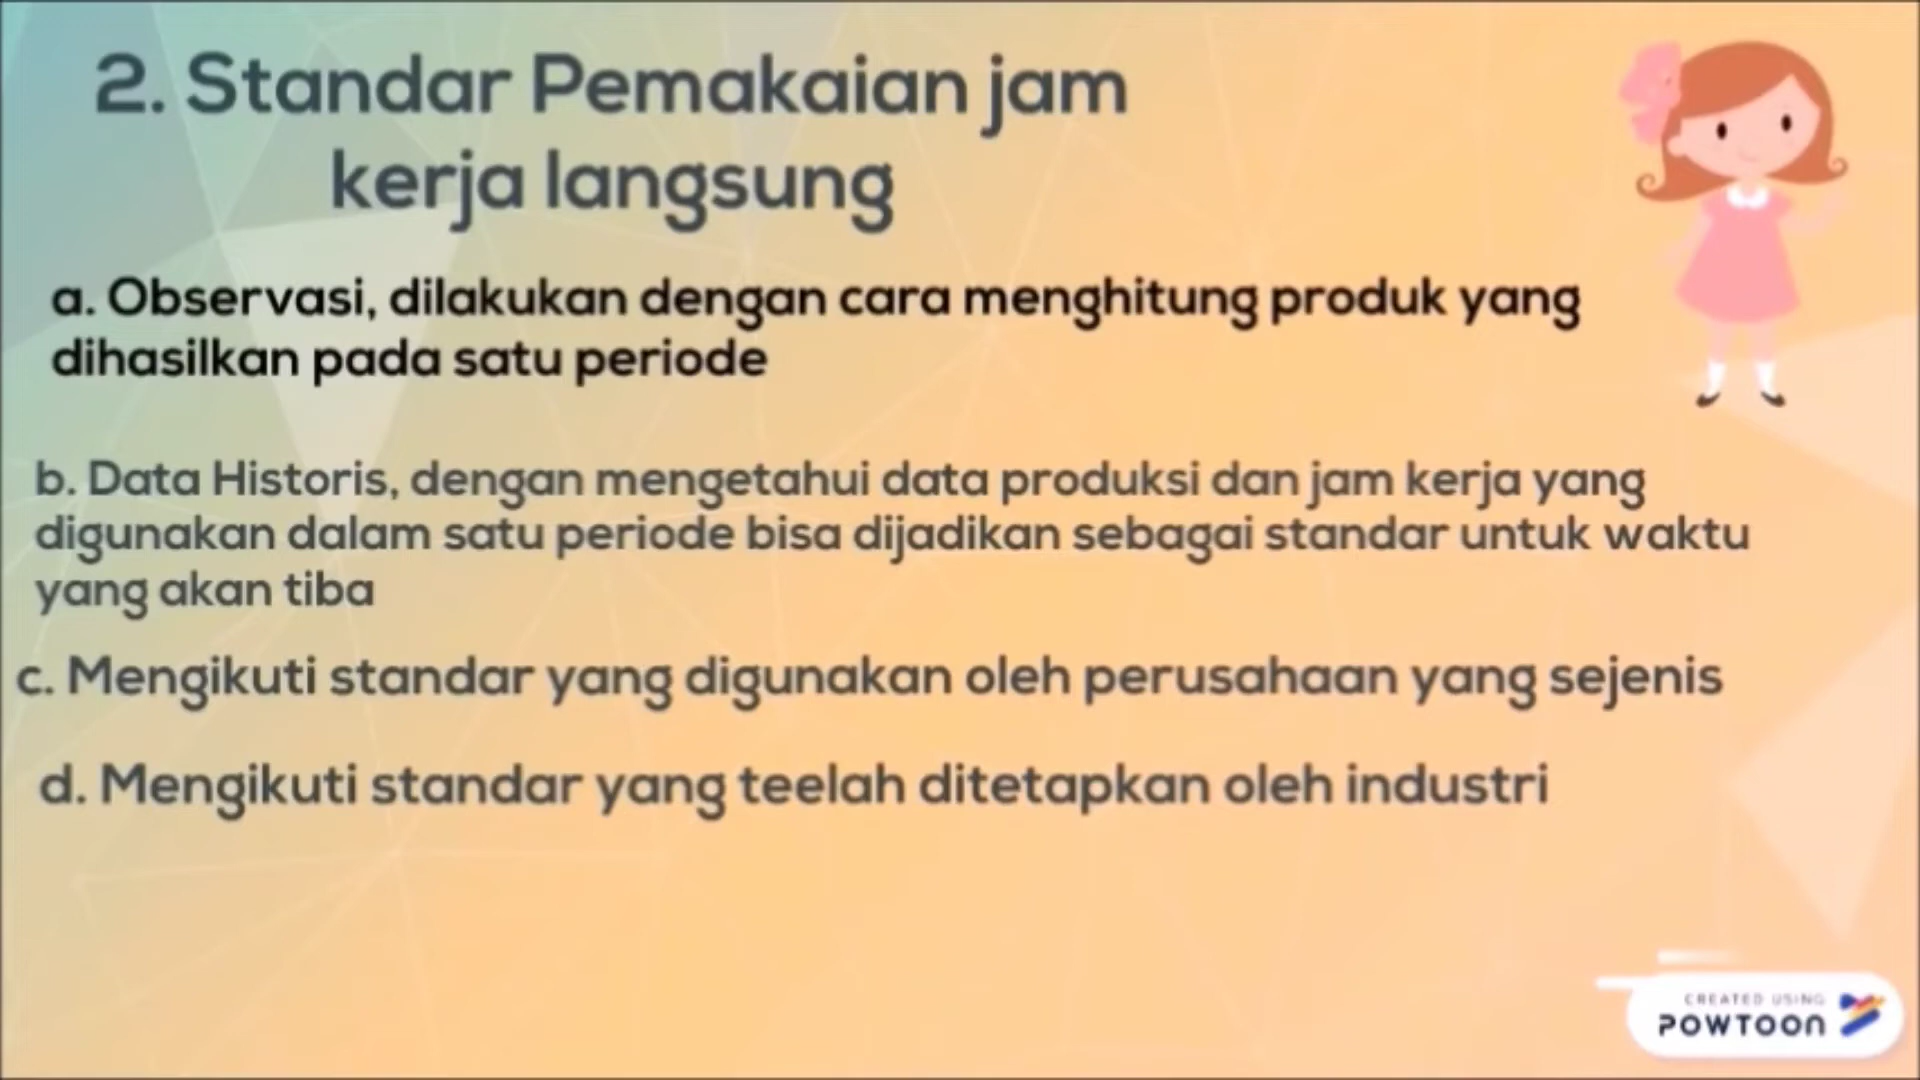 2. Standar Pemakaian jam
kerja langsung
a. Observasi, dilakukan dengan cara menghitung produk yang
dihasilkan pada satu periode
b. Data Historis, dengan mengetahui data produksi dan jam kerja yang
digunakan dalam satu periode bisa dijadikan sebagai standar untuk waktu
yang akan tiba
c. Mengikuti standar yang digunakan oleh perusahaan yang sejenis
d. Mengikuti standar yang teelah ditetapkan oleh industri
CREATED USING
POWTOON